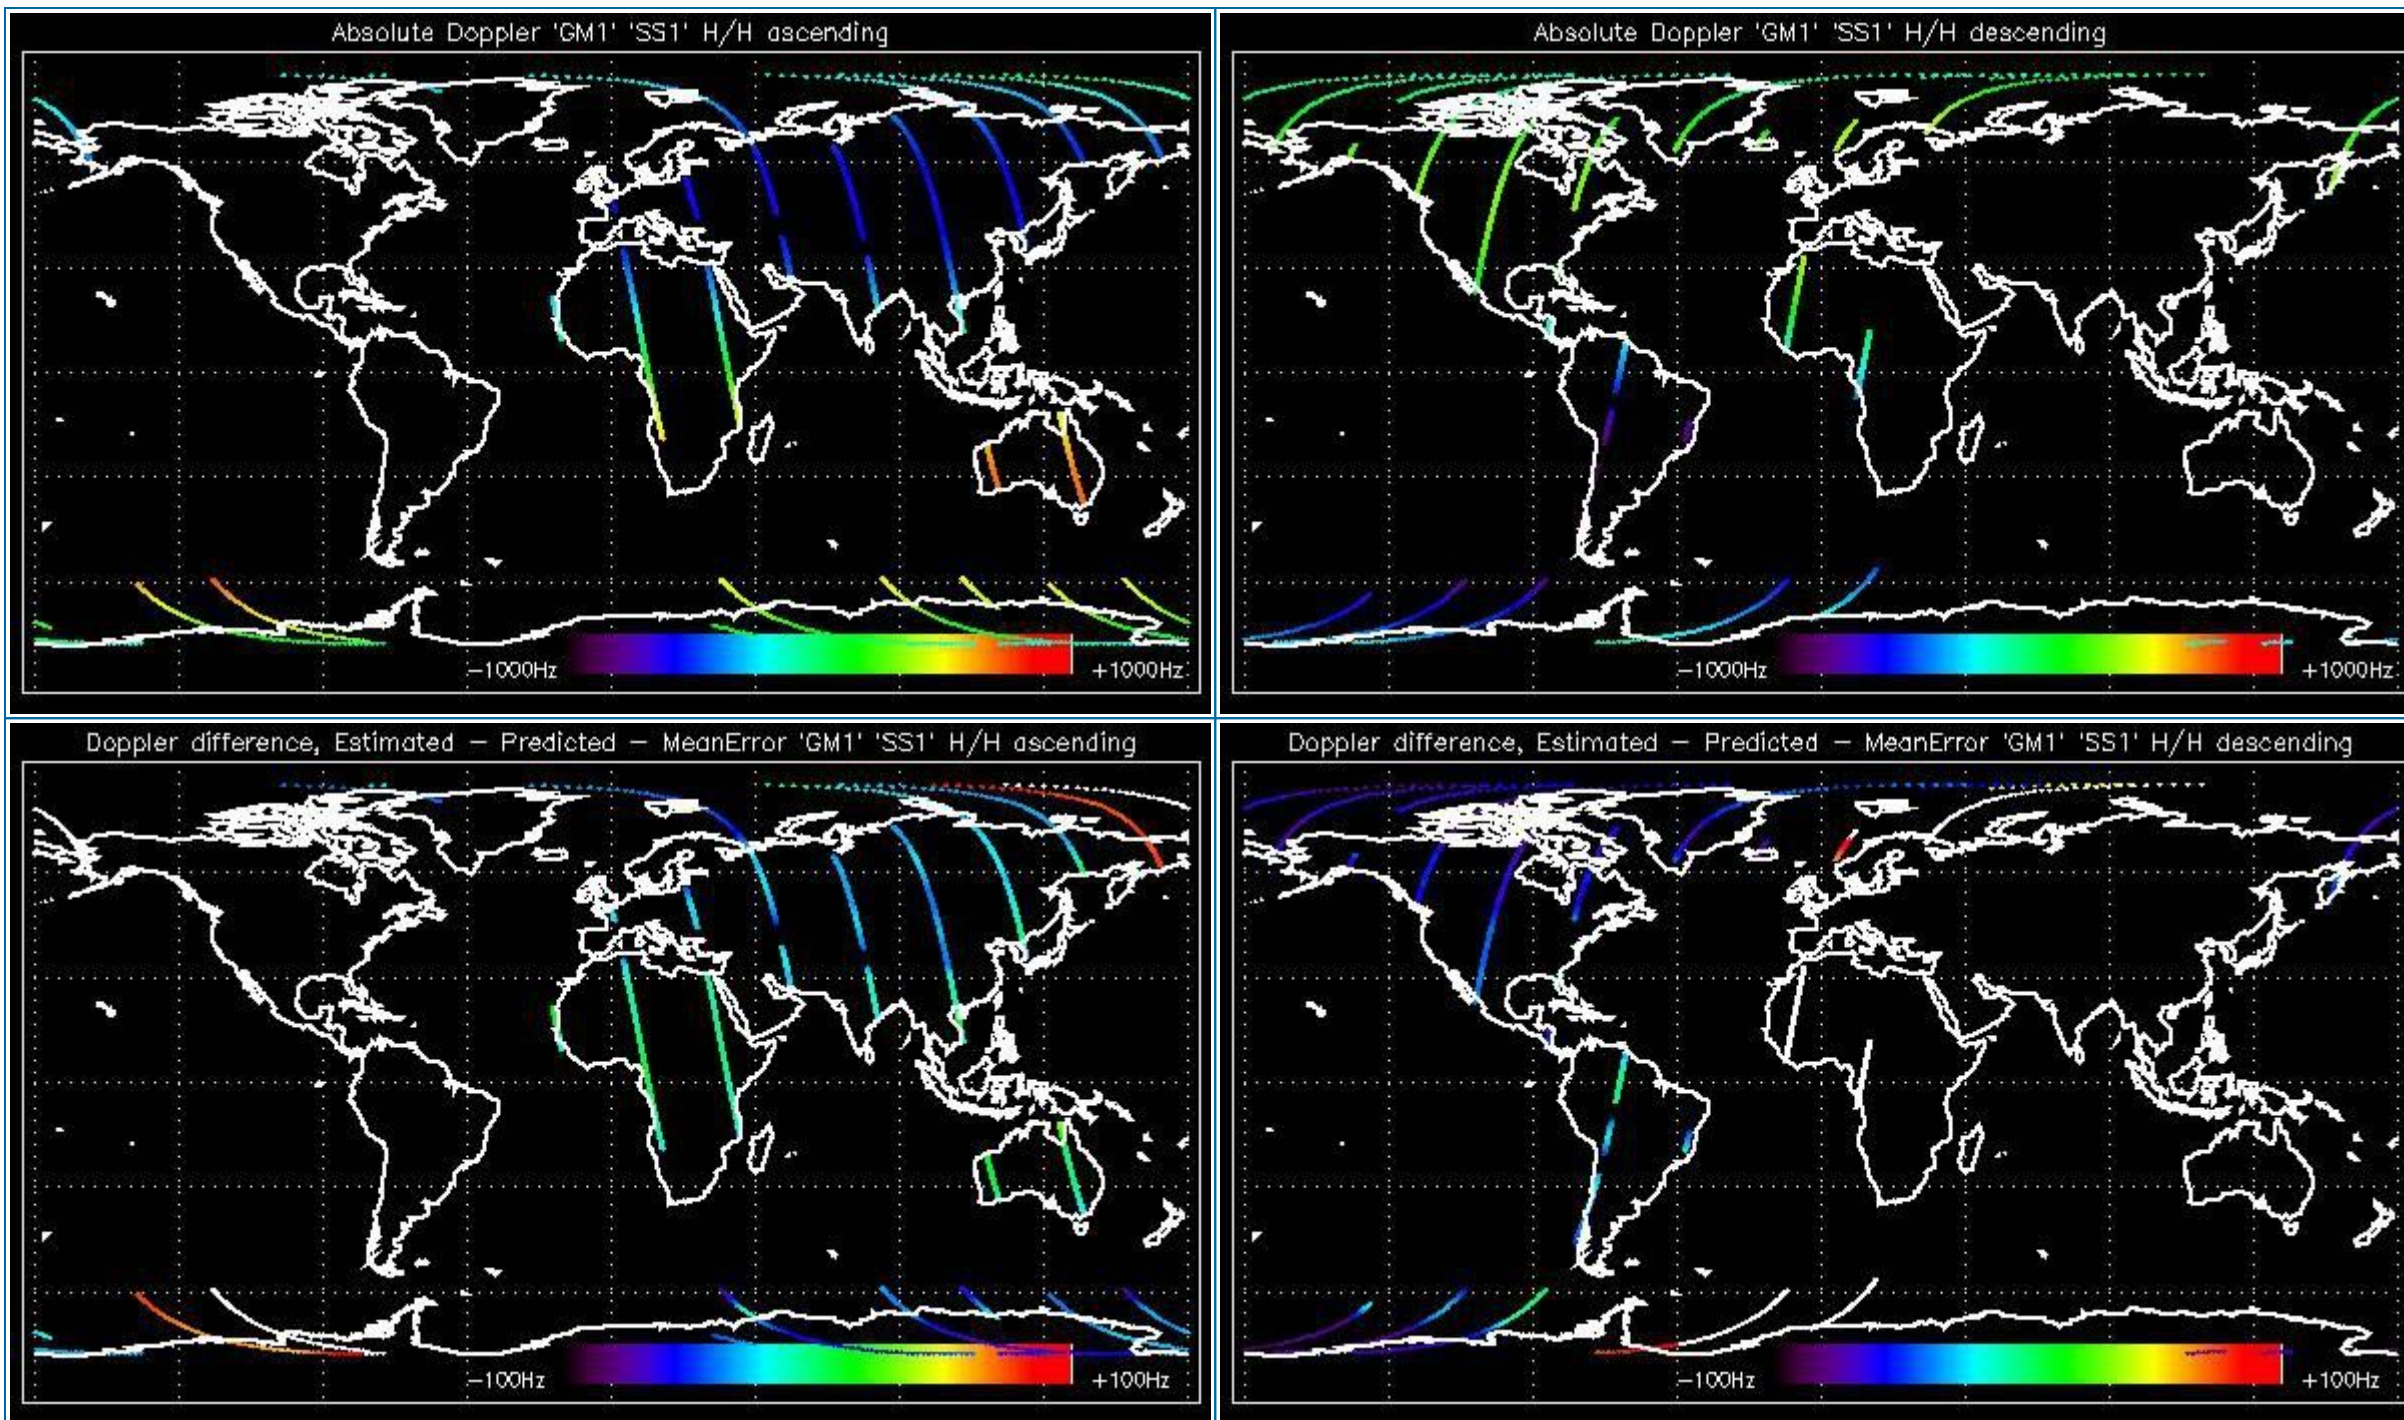 Absolute Doppler 'GM1' 'SS1' H/H ascending
-1000Hz
+1000Hz
Absolute Doppler 'GM1' 'SS1' H/H descending
-1000Hz
+1000Hz
Doppler difference, Estimated - Predicted - MeanError 'GM1' 'SS1' H/H ascending
-100Hz
+100Hz
Doppler difference, Estimated - Predicted - MeanError 'GM1' 'SS1' H/H descending
-100Hz
+100Hz